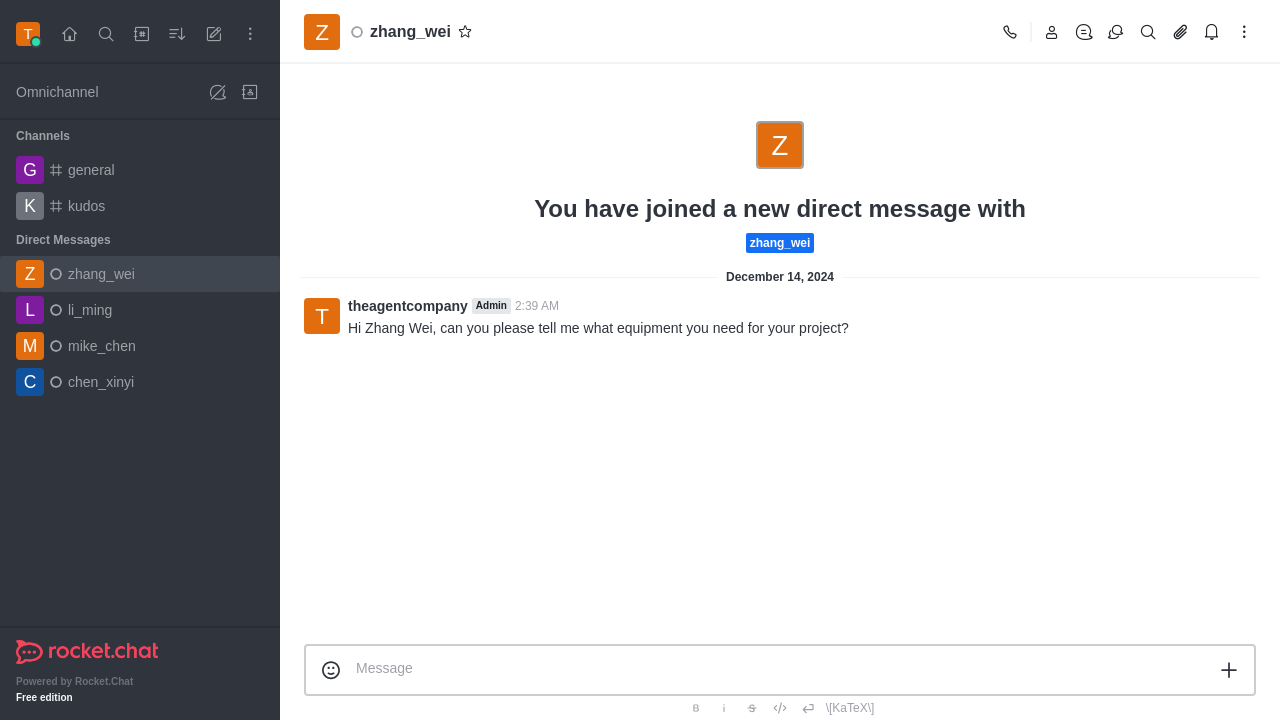 T
Omnichannel
Channels
G general
K kudos
Direct Messages
Z zhang_wei
L li_ming
M mike_chen
C chen_xinyi
rocket.chat
Powered by Rocket.Chat
Free edition
Z zhang_wei
Z
You have joined a new direct message with
zhang_wei
December 14, 2024
T theagentcompany Admin 2:39 AM
Hi Zhang Wei, can you please tell me what equipment you need for your project?
Message
B i S \[KaTeX\]